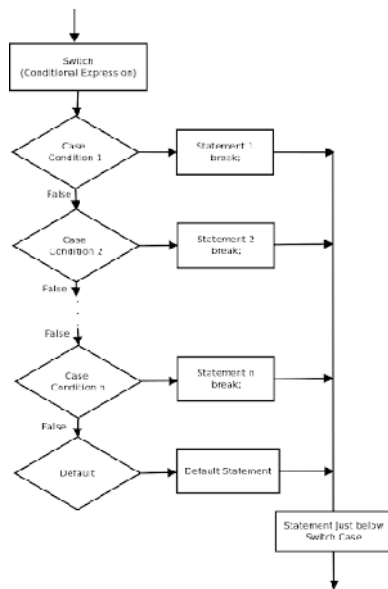 Switch
(Conditional Expression)
Case
Condition 1
Statement 1
break;
False
Case
Condition 2
Statement 2
break;
False
False
Case
Condition n
Statement n
break;
False
Default
Default Statement
Statement Just below
Switch Case